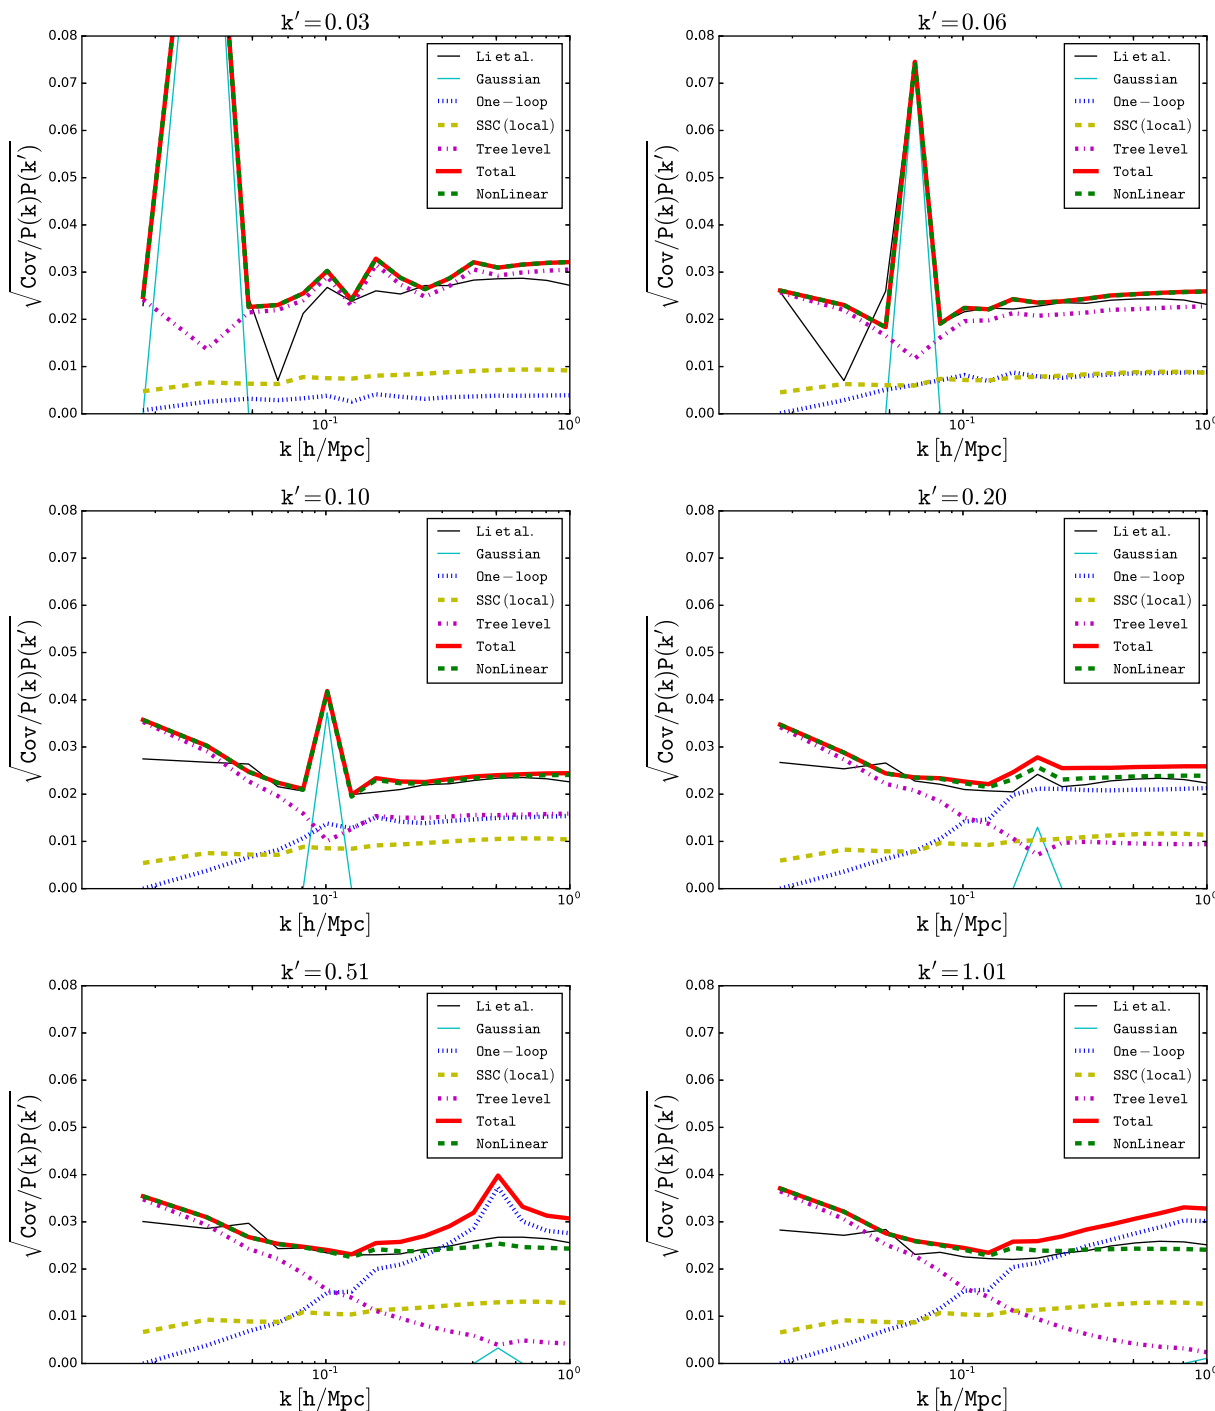 k′=0.03
0.08
0.07
0.06
0.05
0.04
0.03
0.02
0.01
0.00
√Cov/P(k)P(k′)
Li et al.
Gaussian
One−loop
SSC (local)
Tree level
Total
NonLinear
10⁻¹
10⁰
k [h/Mpc]
k′=0.06
0.08
0.07
0.06
0.05
0.04
0.03
0.02
0.01
0.00
√Cov/P(k)P(k′)
Li et al.
Gaussian
One−loop
SSC (local)
Tree level
Total
NonLinear
10⁻¹
10⁰
k [h/Mpc]
k′=0.10
0.08
0.07
0.06
0.05
0.04
0.03
0.02
0.01
0.00
√Cov/P(k)P(k′)
Li et al.
Gaussian
One−loop
SSC (local)
Tree level
Total
NonLinear
10⁻¹
10⁰
k [h/Mpc]
k′=0.20
0.08
0.07
0.06
0.05
0.04
0.03
0.02
0.01
0.00
√Cov/P(k)P(k′)
Li et al.
Gaussian
One−loop
SSC (local)
Tree level
Total
NonLinear
10⁻¹
10⁰
k [h/Mpc]
k′=0.51
0.08
0.07
0.06
0.05
0.04
0.03
0.02
0.01
0.00
√Cov/P(k)P(k′)
Li et al.
Gaussian
One−loop
SSC (local)
Tree level
Total
NonLinear
10⁻¹
10⁰
k [h/Mpc]
k′=1.01
0.08
0.07
0.06
0.05
0.04
0.03
0.02
0.01
0.00
√Cov/P(k)P(k′)
Li et al.
Gaussian
One−loop
SSC (local)
Tree level
Total
NonLinear
10⁻¹
10⁰
k [h/Mpc]